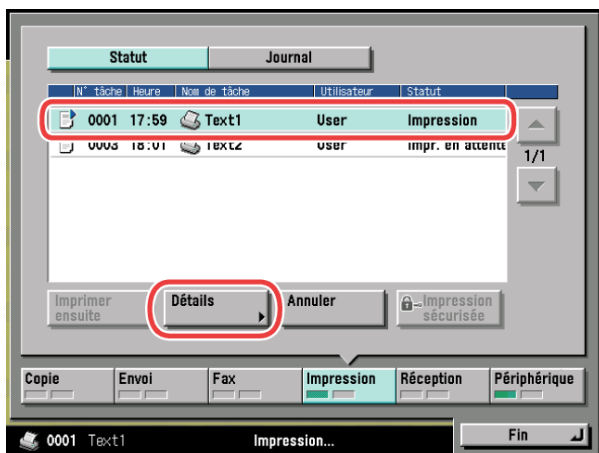 Statut Journal
N° tâche Heure Nom de tâche Utilisateur Statut
0001 17:59 Text1 User Impression
0003 18:01 Text2 User Impr. en attente
1/1
Imprimer ensuite Détails Annuler Impression sécurisée
Copie Envoi Fax Impression Réception Périphérique
0001 Text1 Impression... Fin